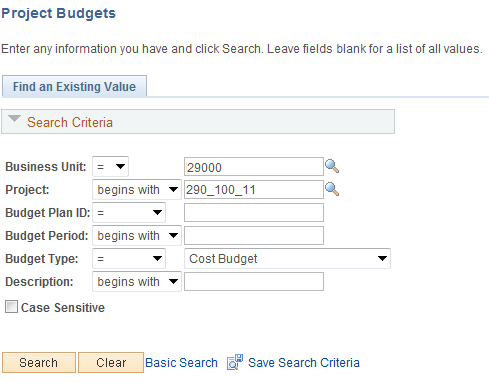 Project Budgets
Enter any information you have and click Search. Leave fields blank for a list of all values.
Find an Existing Value
Search Criteria
Business Unit: = 29000
Project: begins with 290_100_11
Budget Plan ID: =
Budget Period: begins with
Budget Type: = Cost Budget
Description: begins with
Case Sensitive
Search Clear Basic Search Save Search Criteria